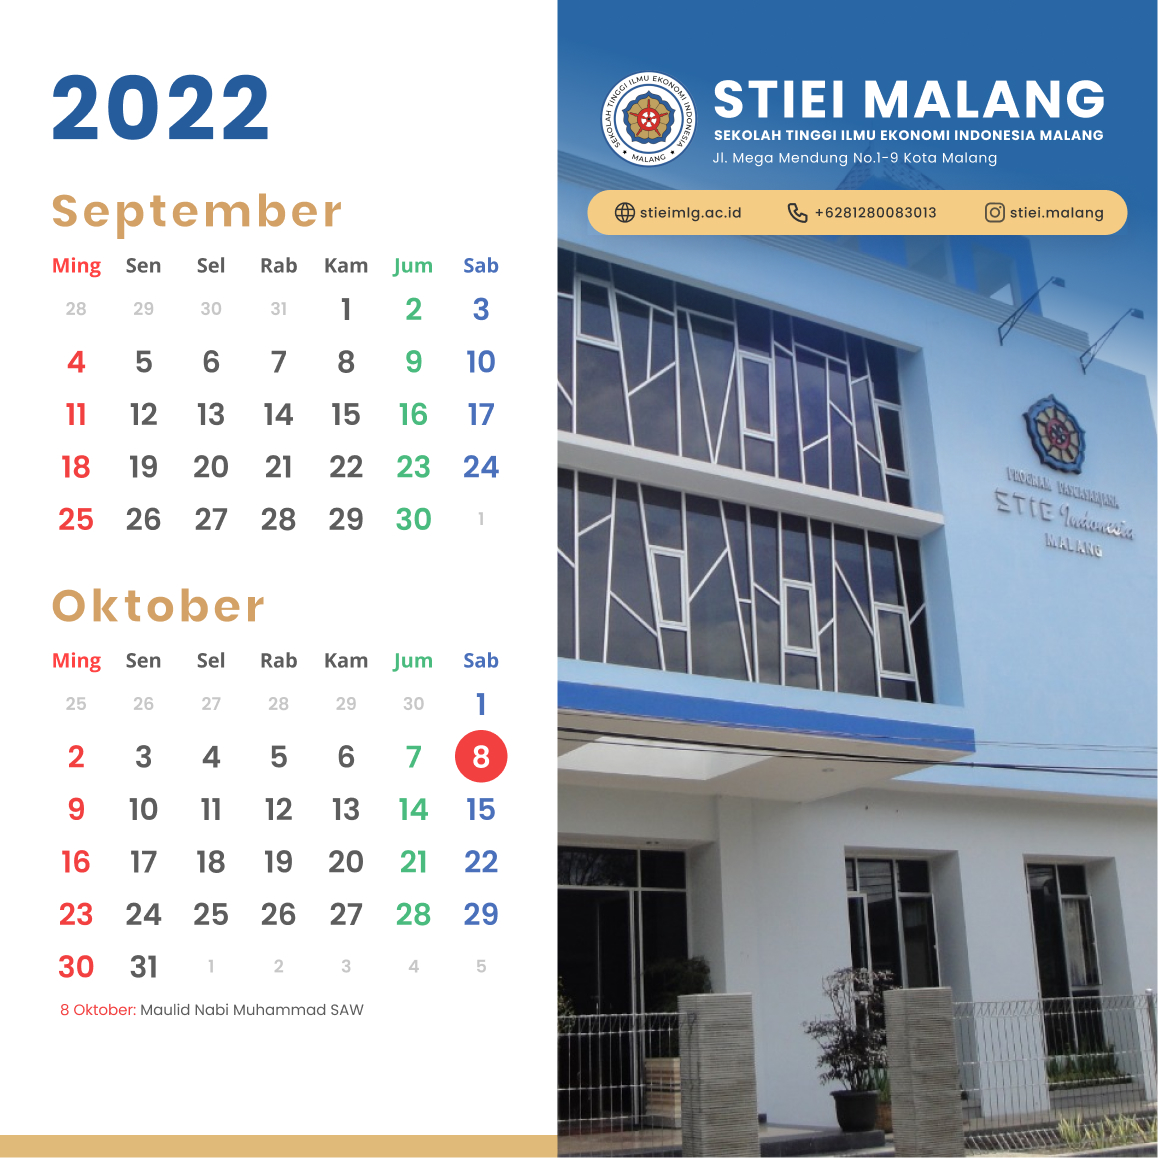 2022
September
Ming Sen Sel Rab Kam Jum Sab
28 29 30 31 1 2 3
4 5 6 7 8 9 10
11 12 13 14 15 16 17
18 19 20 21 22 23 24
25 26 27 28 29 30 1
Oktober
Ming Sen Sel Rab Kam Jum Sab
25 26 27 28 29 30 1
2 3 4 5 6 7 8
9 10 11 12 13 14 15
16 17 18 19 20 21 22
23 24 25 26 27 28 29
30 31 1 2 3 4 5
8 Oktober: Maulid Nabi Muhammad SAW
SEKOLAH TINGGI ILMU EKONOMI INDONESIA
MALANG
STIEI MALANG
SEKOLAH TINGGI ILMU EKONOMI INDONESIA MALANG
Jl. Mega Mendung No.1-9 Kota Malang
stieimlg.ac.id +6281280083013 stiei.malang
PROGRAM PASCASARJANA
STIE Indonesia
MALANG